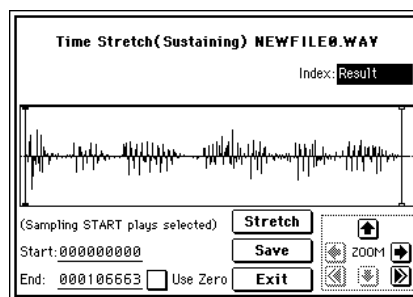 Time Stretch(Sustaining) NEWFILE0.WAV
Index: Result
(Sampling START plays selected)
Stretch
Start:000000000
Save
ZOOM
End: 000106663
Use Zero
Exit